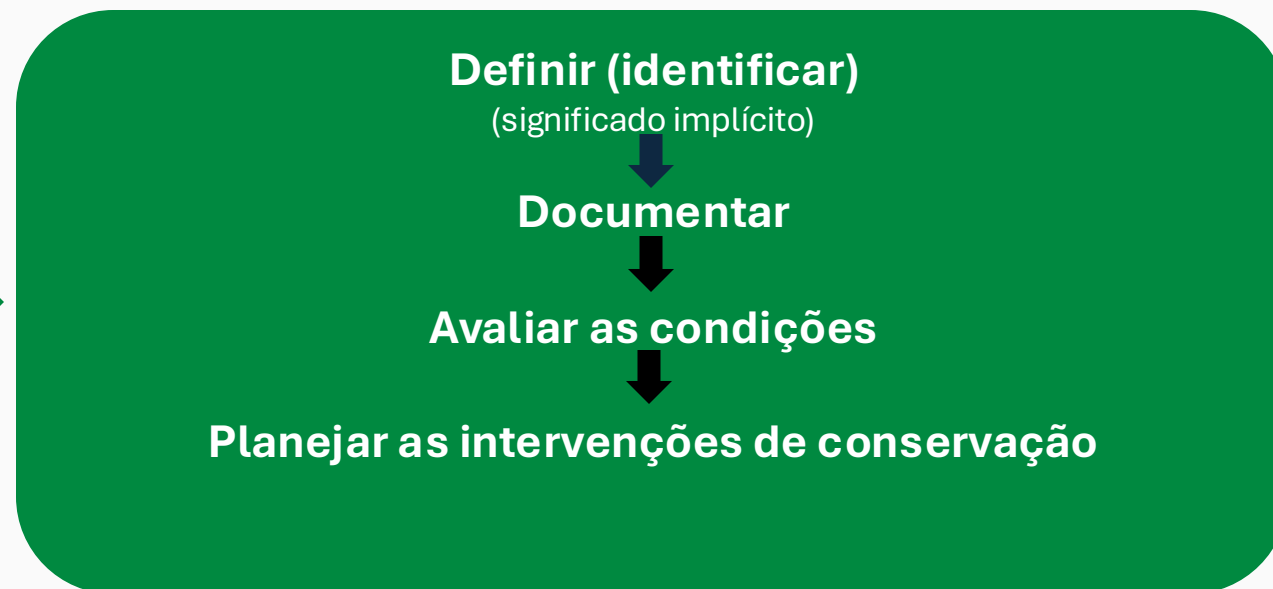 Definir (identificar)
(significado implícito)
Documentar
Avaliar as condições
Planejar as intervenções de conservação